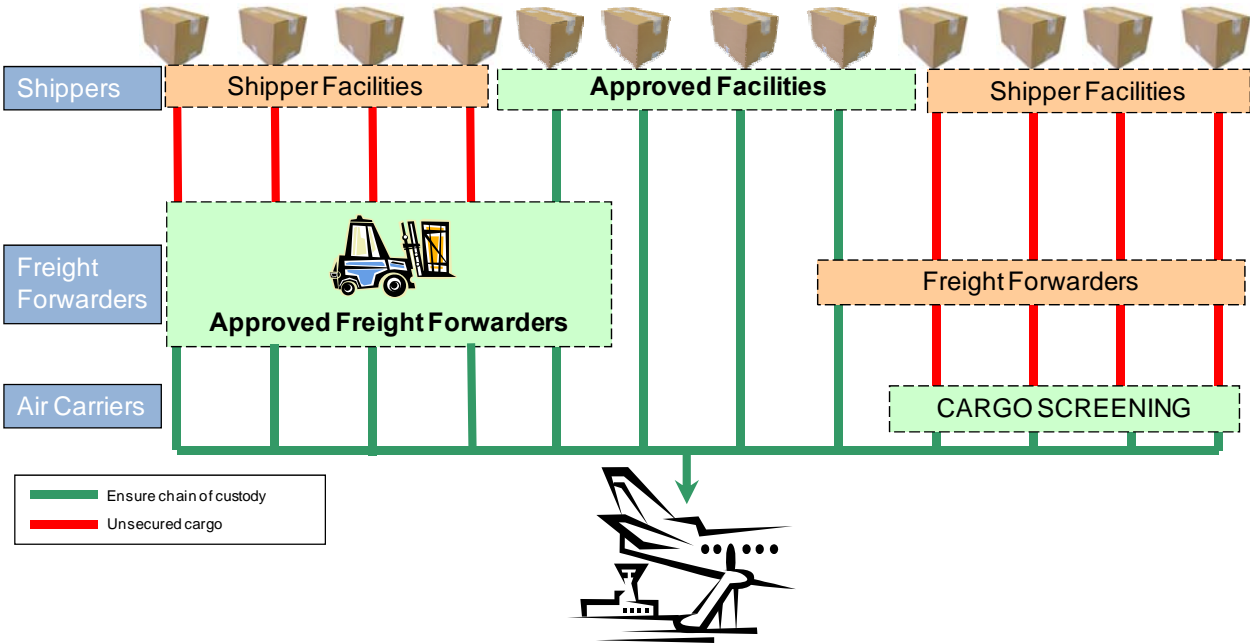 Shippers
Shipper Facilities
Approved Facilities
Shipper Facilities
Freight
Forwarders
Approved Freight Forwarders
Freight Forwarders
Air Carriers
CARGO SCREENING
Ensure chain of custody
Unsecured cargo